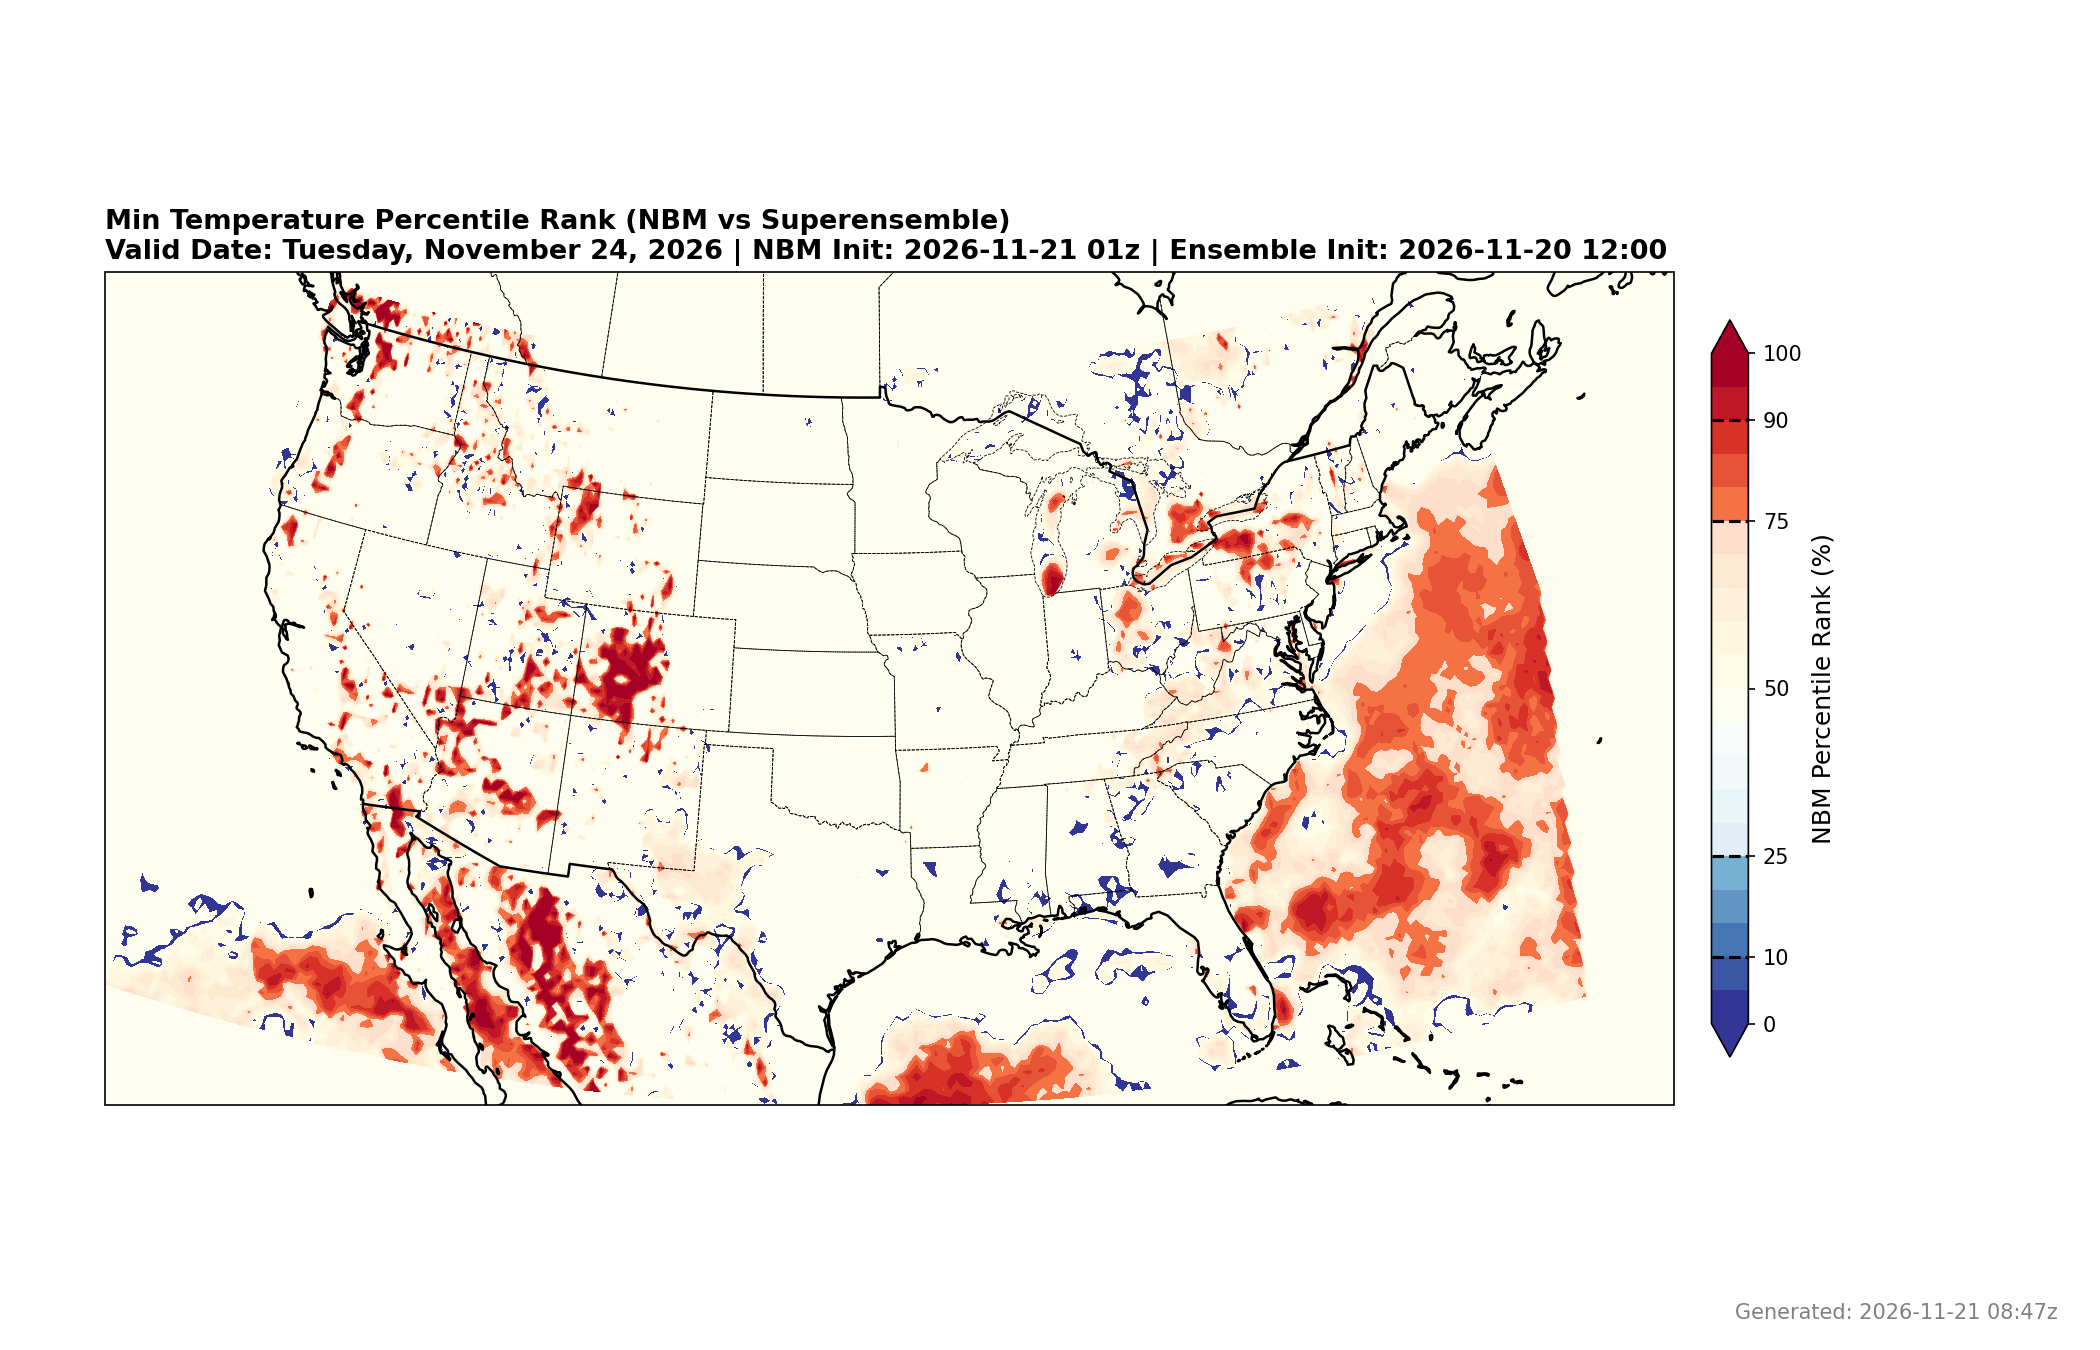 Min Temperature Percentile Rank (NBM vs Superensemble)
Valid Date: Tuesday, November 24, 2026 | NBM Init: 2026-11-21 01z | Ensemble Init: 2026-11-20 12:00
100
90
75
50
25
10
0
NBM Percentile Rank (%)
Generated: 2026-11-21 08:47z